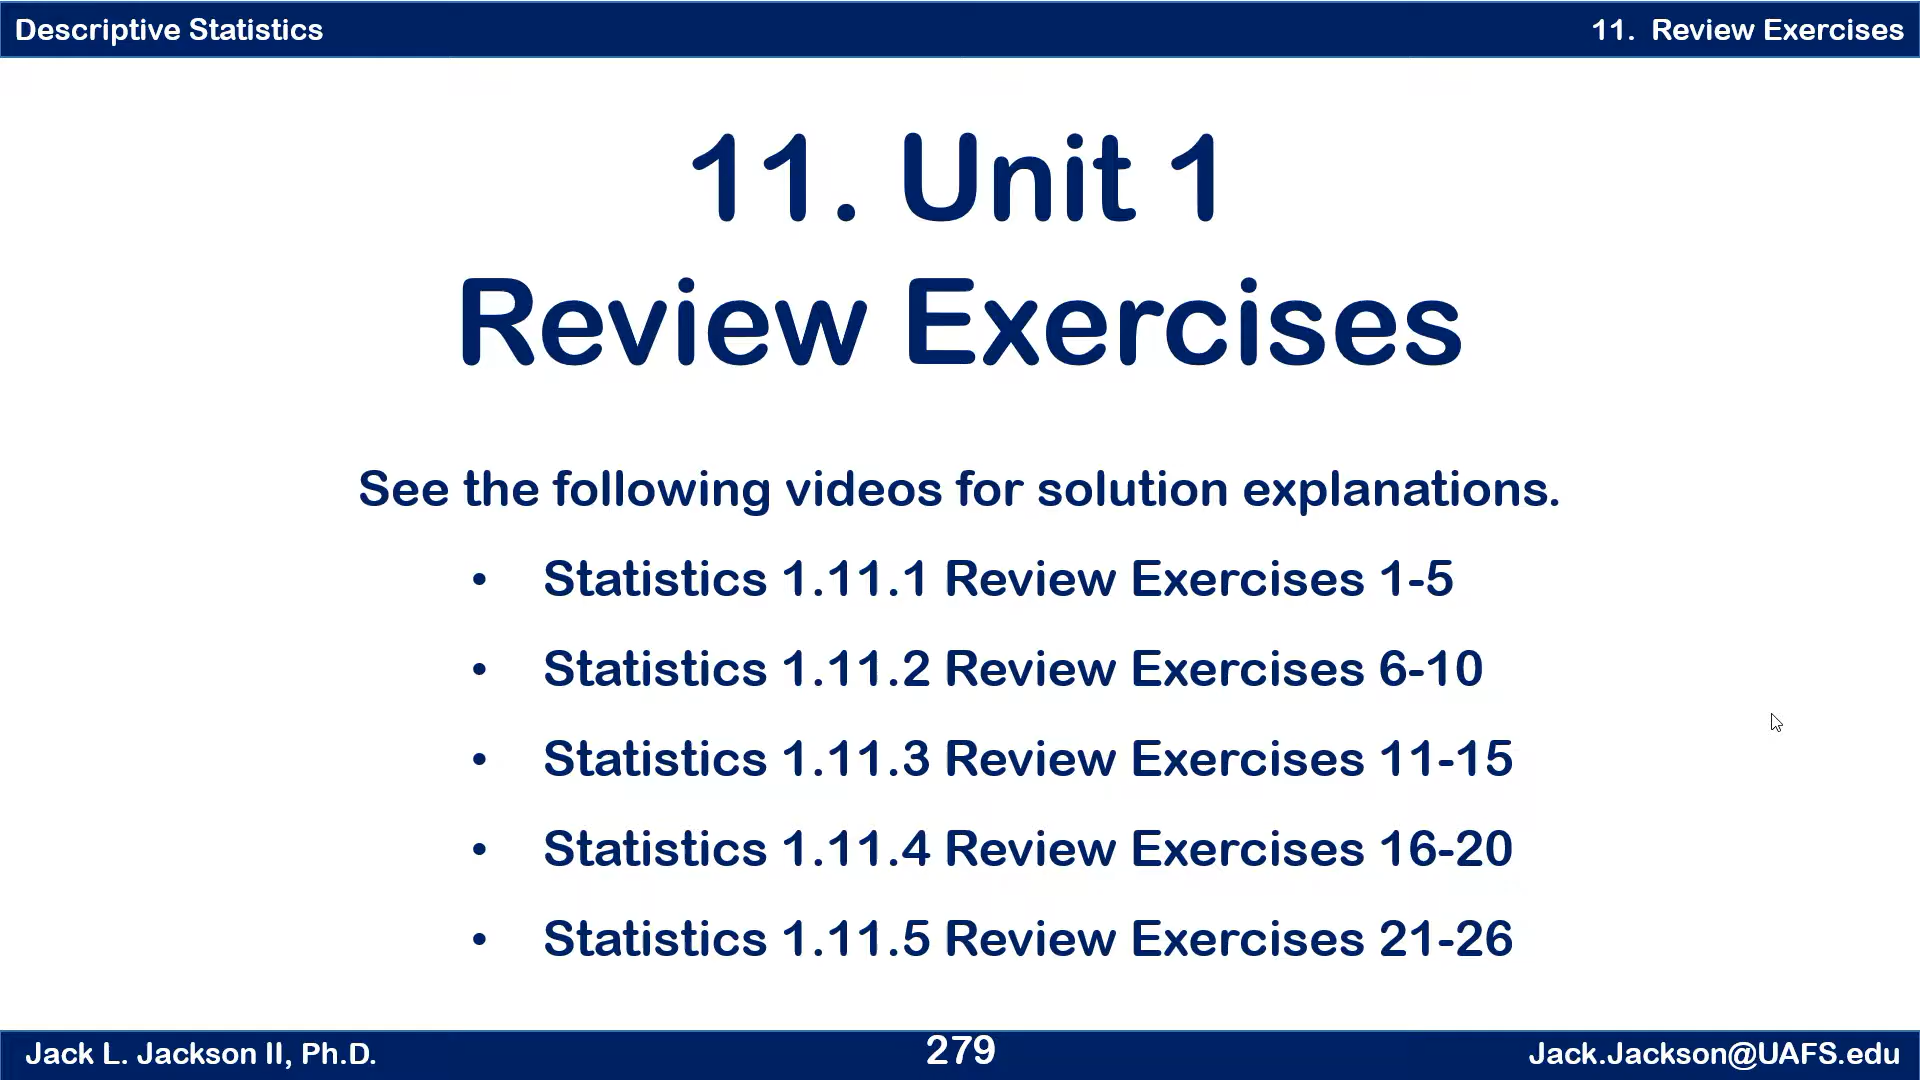 Descriptive Statistics
11. Review Exercises
11. Unit 1
Review Exercises
See the following videos for solution explanations.
• Statistics 1.11.1 Review Exercises 1-5
• Statistics 1.11.2 Review Exercises 6-10
• Statistics 1.11.3 Review Exercises 11-15
• Statistics 1.11.4 Review Exercises 16-20
• Statistics 1.11.5 Review Exercises 21-26
Jack L. Jackson II, Ph.D.
279
Jack.Jackson@UAFS.edu